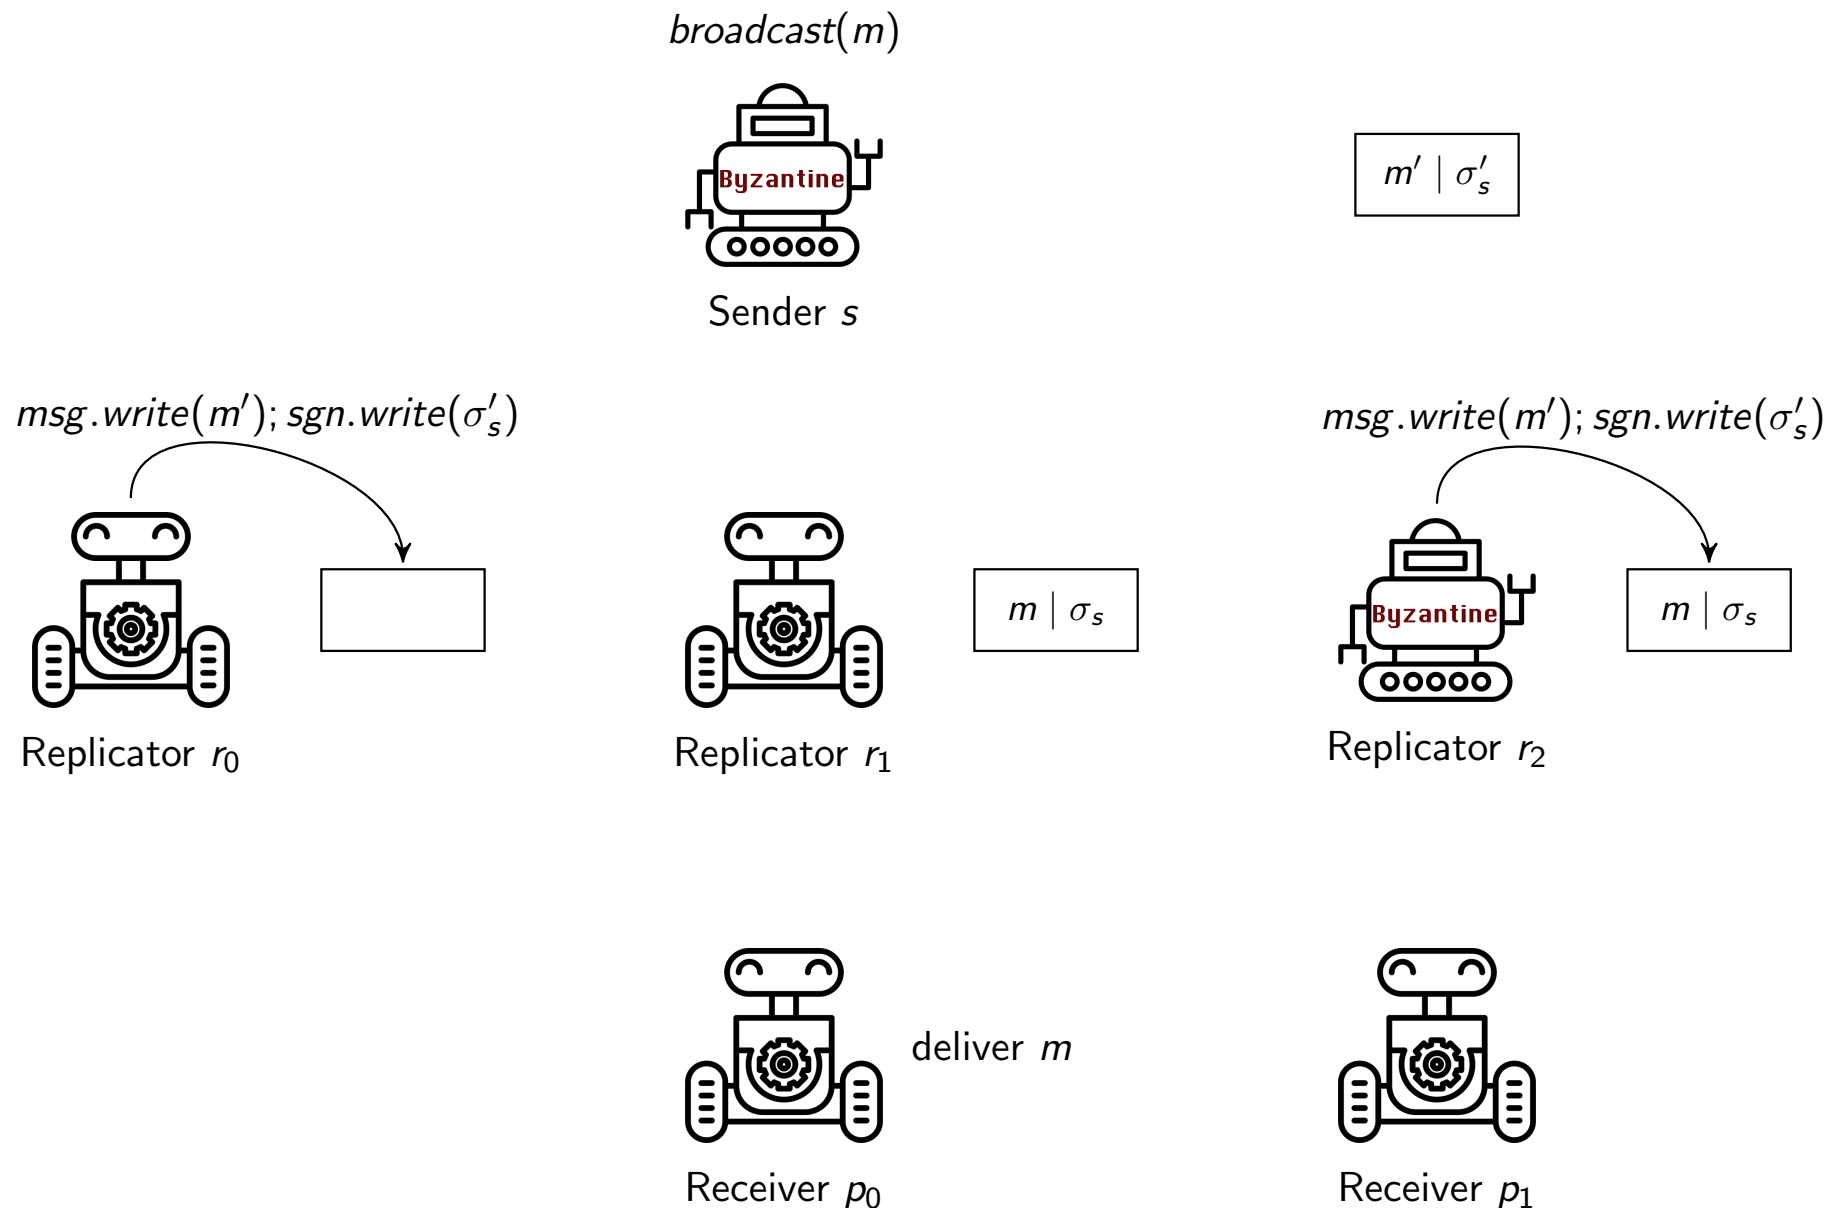 broadcast(m)
Byzantine
m′ | σ′ₛ
Sender s
msg.write(m′); sgn.write(σ′ₛ)
msg.write(m′); sgn.write(σ′ₛ)
m | σₛ
Byzantine
m | σₛ
Replicator r₀
Replicator r₁
Replicator r₂
deliver m
Receiver p₀
Receiver p₁